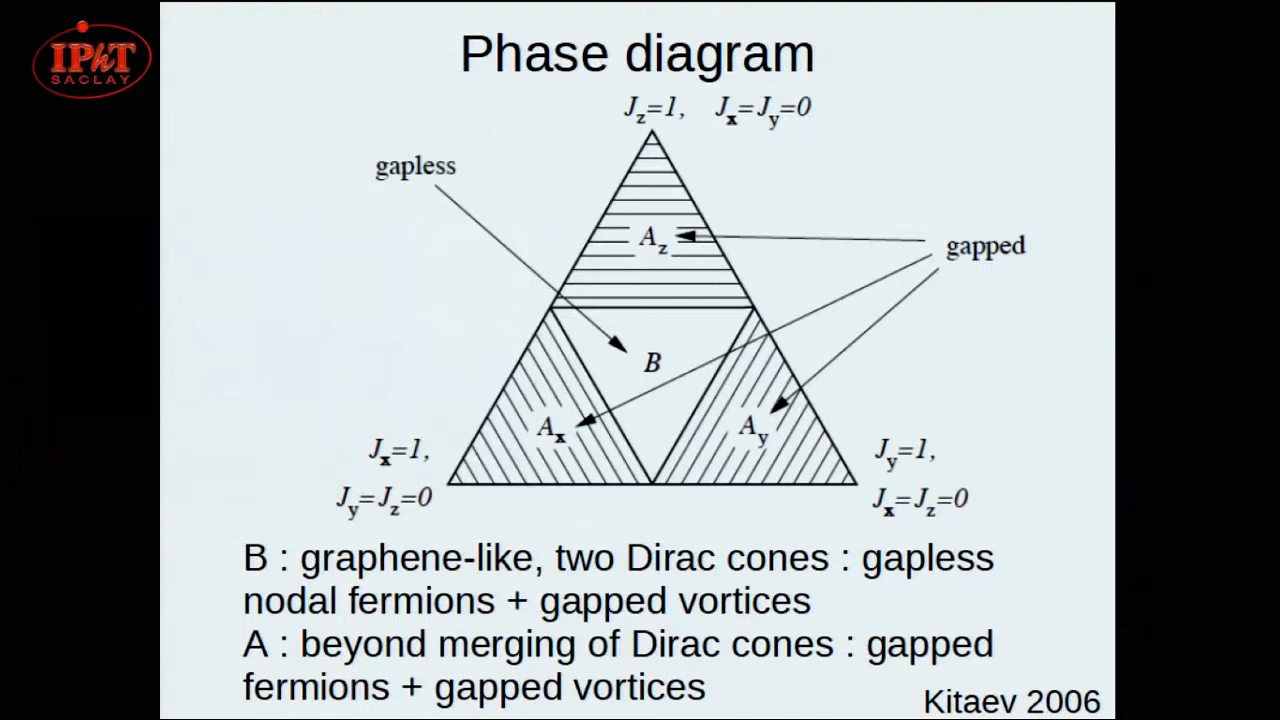 IPhT
SACLAY
Phase diagram
J_z=1, J_x=J_y=0
gapless
A_z
gapped
B
A_x
A_y
J_x=1,
J_y=J_z=0
J_y=1,
J_x=J_z=0
B : graphene-like, two Dirac cones : gapless
nodal fermions + gapped vortices
A : beyond merging of Dirac cones : gapped
fermions + gapped vortices
Kitaev 2006